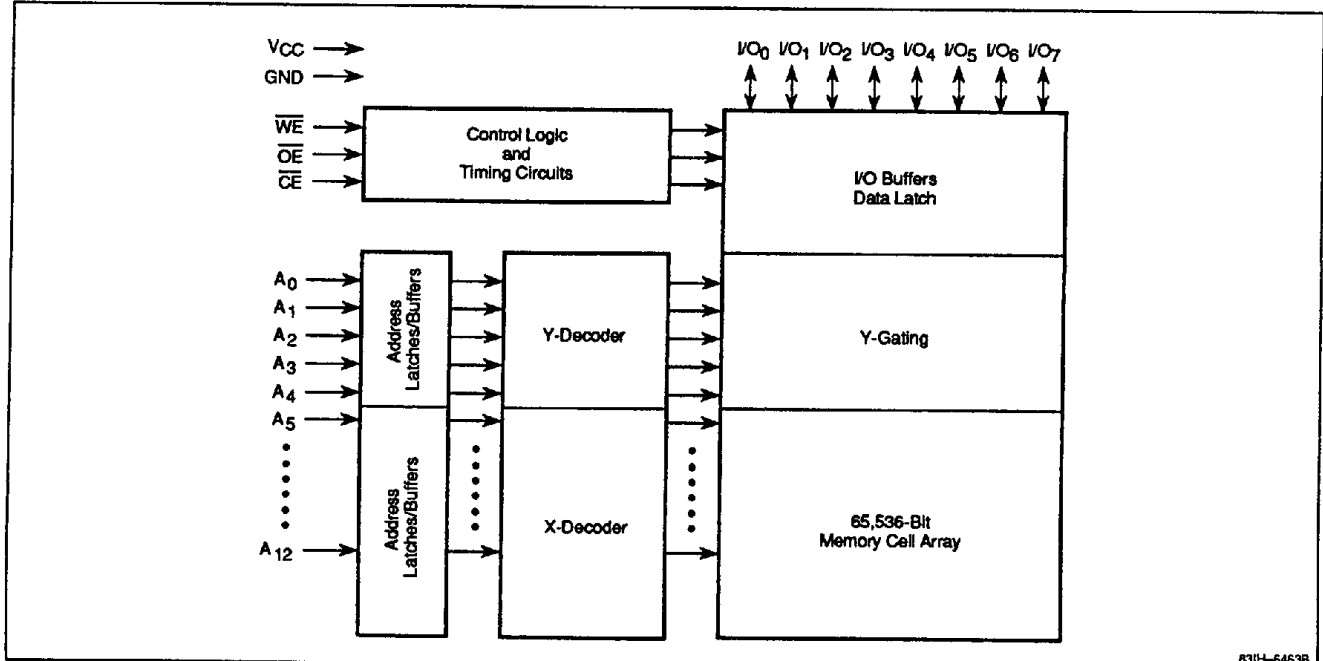 VCC
GND
WE
OE
CE
Control Logic
and
Timing Circuits
I/O0 I/O1 I/O2 I/O3 I/O4 I/O5 I/O6 I/O7
I/O Buffers
Data Latch
A0
A1
A2
A3
A4
A5
A12
Address
Latches/Buffers
Address
Latches/Buffers
Y-Decoder
X-Decoder
Y-Gating
65,536-Bit
Memory Cell Array
83IH-6463B